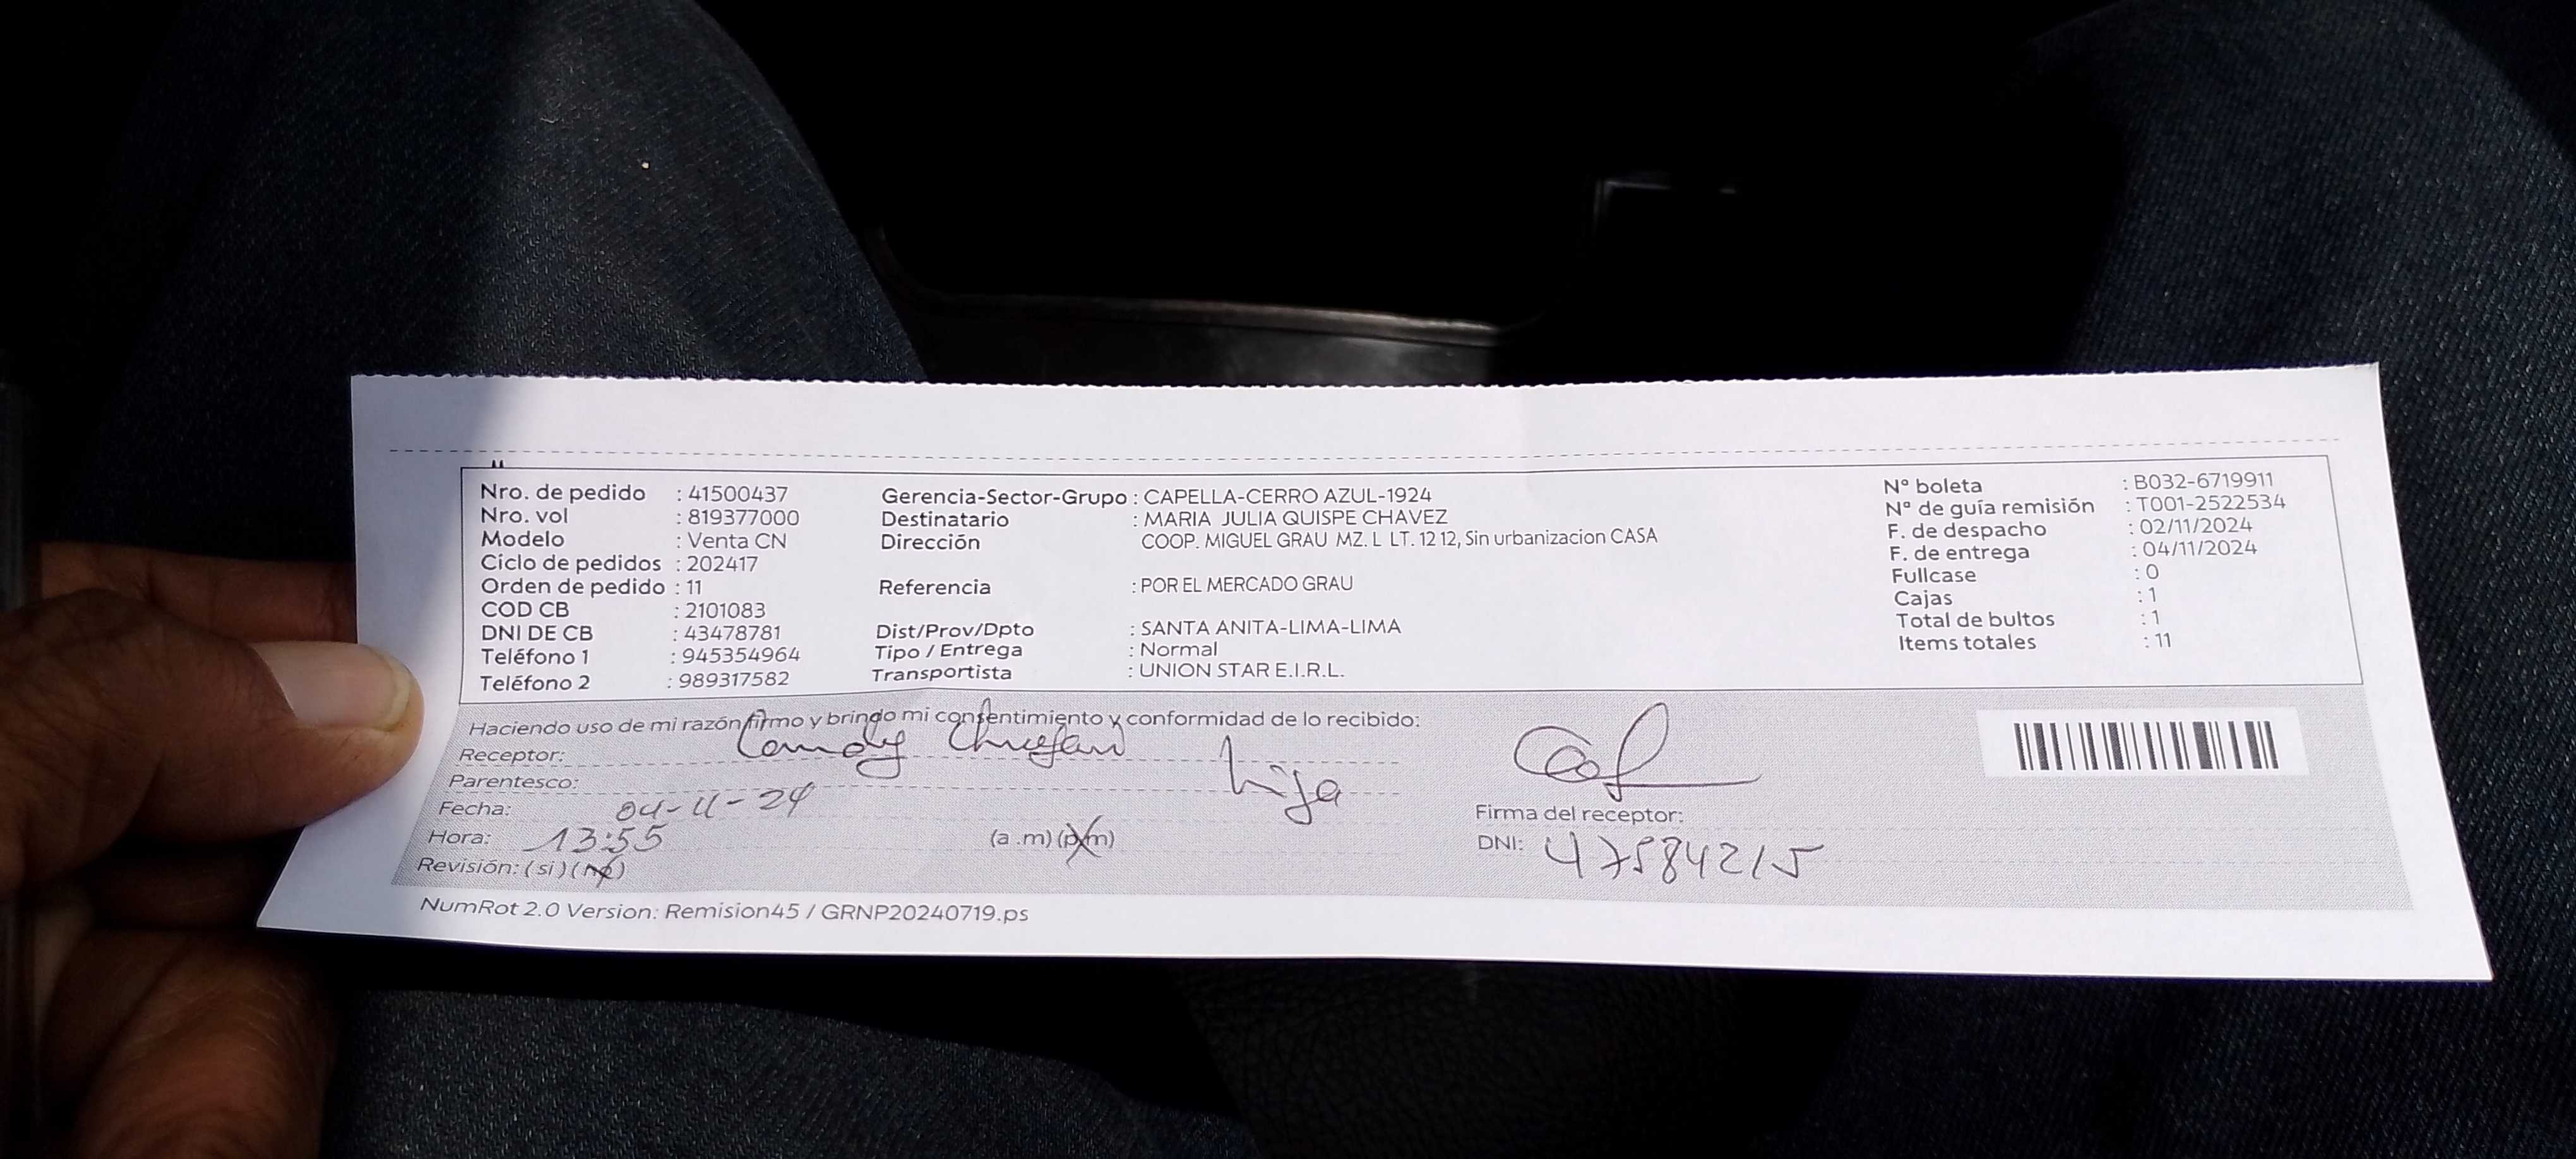 Nro. de pedido : 41500437
Nro. vol : 819377000
Modelo : Venta CN
Ciclo de pedidos : 202417
Orden de pedido : 11
COD CB : 2101083
DNI DE CB : 43478781
Teléfono 1 : 945354964
Teléfono 2 : 989317582
Gerencia-Sector-Grupo : CAPELLA-CERRO AZUL-1924
Destinatario : MARIA JULIA QUISPE CHAVEZ
Dirección COOP. MIGUEL GRAU MZ. L LT. 12 12, Sin urbanizacion CASA
Referencia : POR EL MERCADO GRAU
Dist/Prov/Dpto : SANTA ANITA-LIMA-LIMA
Tipo / Entrega : Normal
Transportista : UNION STAR E.I.R.L.
N° boleta : B032-6719911
N° de guía remisión : T001-2522534
F. de despacho : 02/11/2024
F. de entrega : 04/11/2024
Fullcase : 0
Cajas : 1
Total de bultos : 1
Items totales : 11
Haciendo uso de mi razón firmo y brindo mi consentimiento y conformidad de lo recibido:
Receptor:
Parentesco: hija
Fecha: 04-11-24
Hora: 13:55 (a .m) (p.m)
Revisión: ( si ) ( no )
Firma del receptor:
DNI: 47584215
NumRot 2.0 Version: Remision45 / GRNP20240719.ps